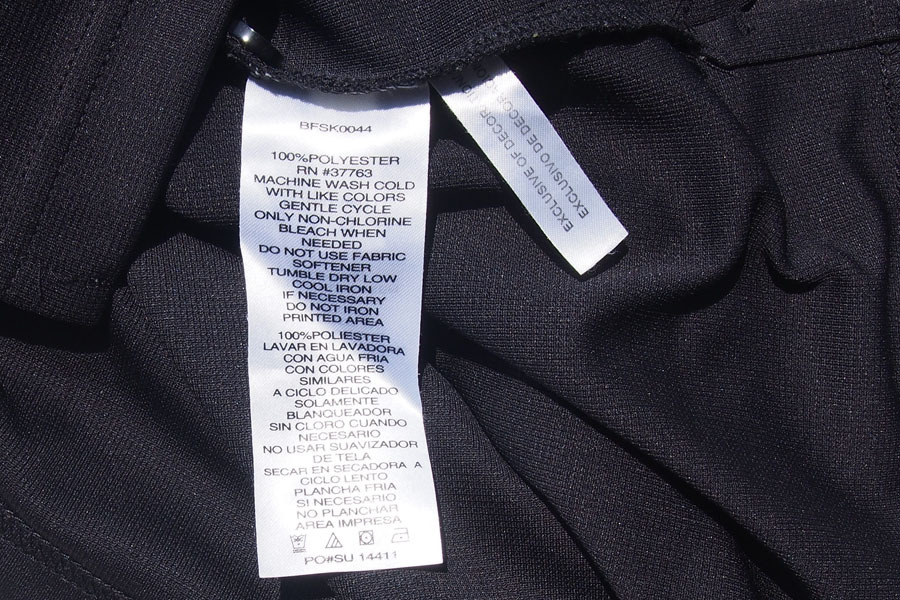 BFSK0044
100%POLYESTER
RN #37763
MACHINE WASH COLD
WITH LIKE COLORS
GENTLE CYCLE
ONLY NON-CHLORINE
BLEACH WHEN
NEEDED
DO NOT USE FABRIC
SOFTENER
TUMBLE DRY LOW
COOL IRON
IF NECESSARY
DO NOT IRON
PRINTED AREA
100%POLIESTER
LAVAR EN LAVADORA
CON AGUA FRIA
CON COLORES
SIMILARES
A CICLO DELICADO
SOLAMENTE
BLANQUEADOR
SIN CLORO CUANDO
NECESARIO
NO USAR SUAVIZADOR
DE TELA
SECAR EN SECADORA A
CICLO LENTO
PLANCHA FRIA
SI NECESARIO
NO PLANCHAR
AREA IMPRESA
PO#SU 14411
EXCLUSIVE OF DECOR
EXCLUSIVO DE DECOR